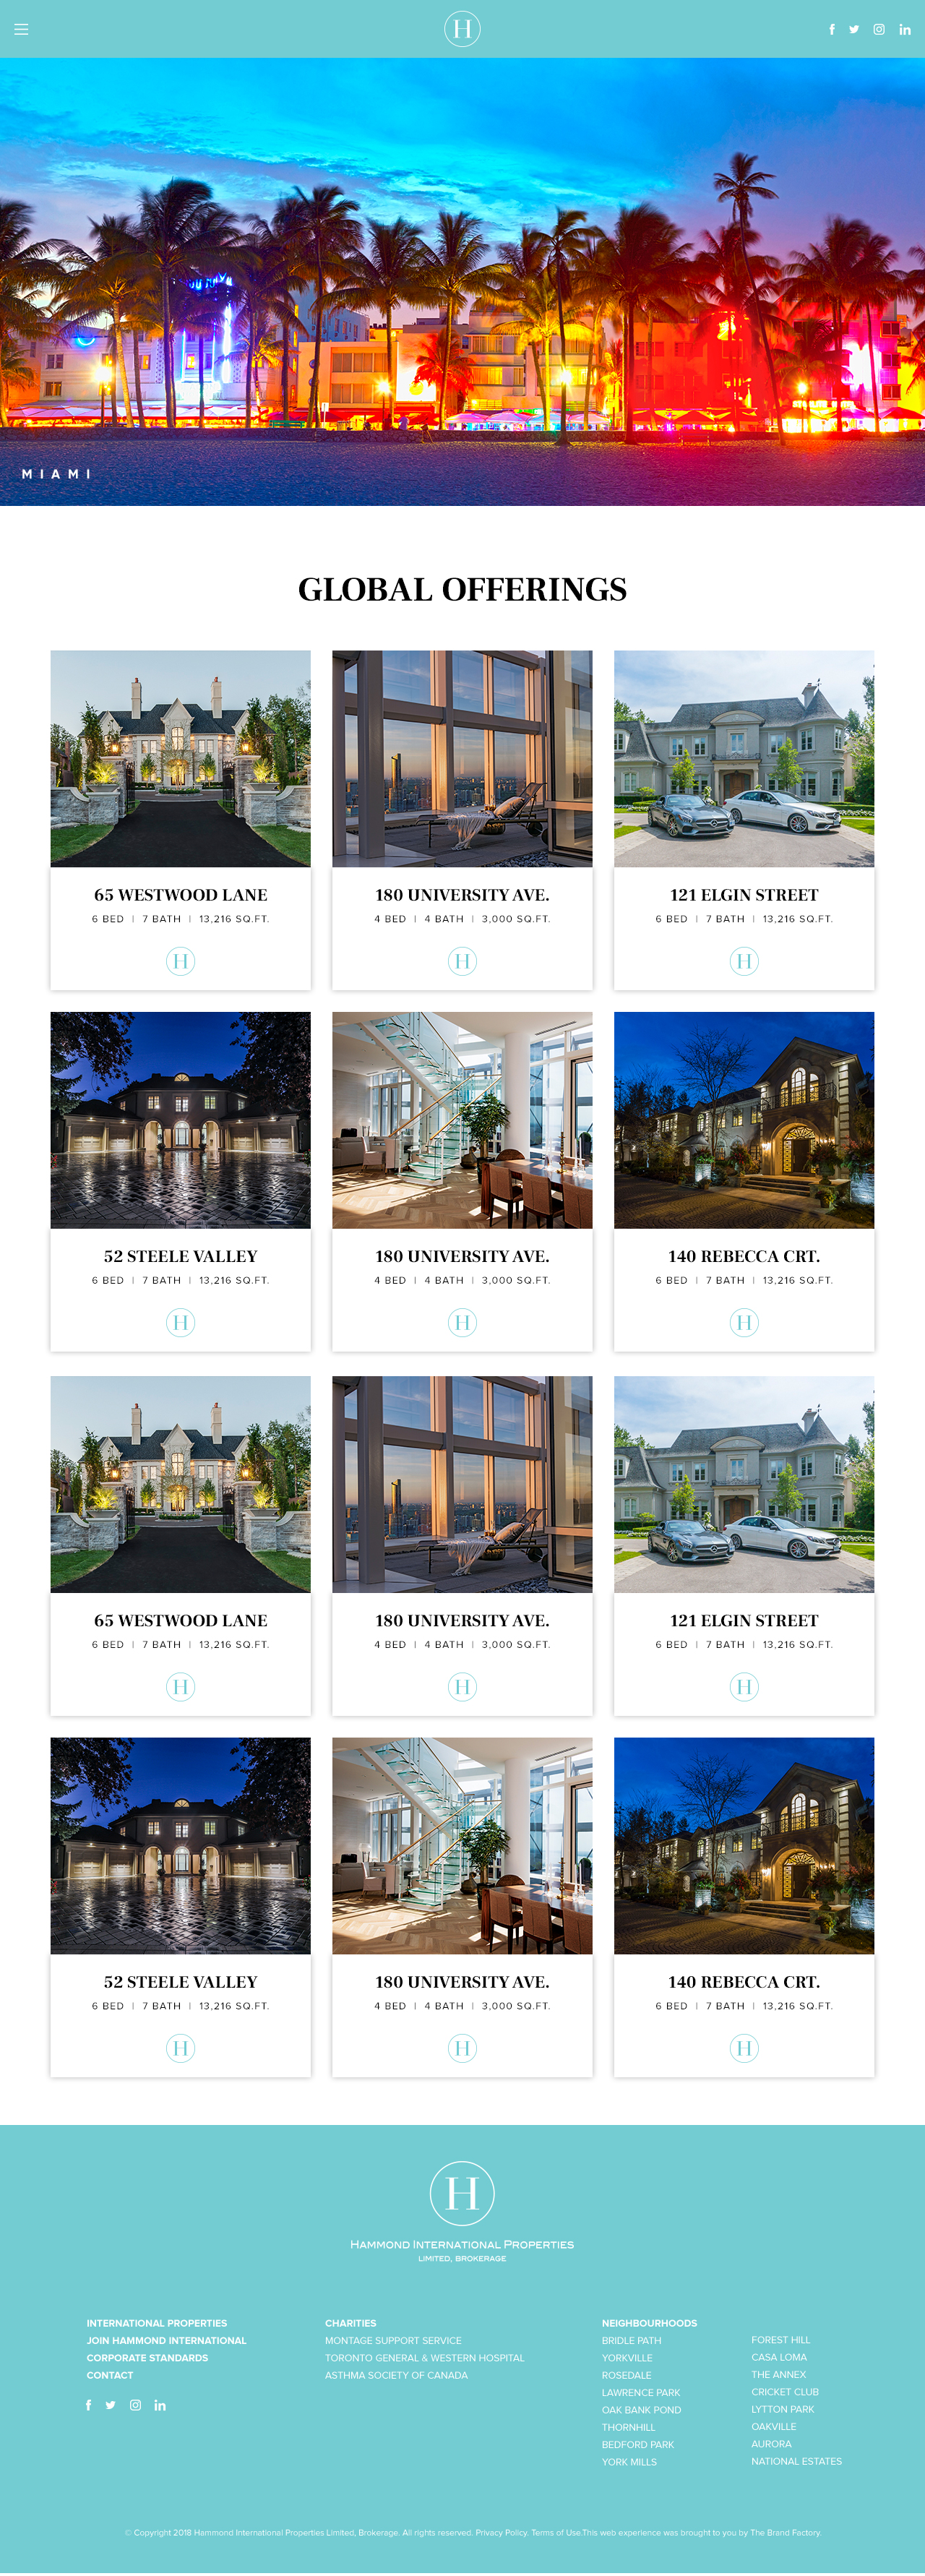 H
MIAMI
GLOBAL OFFERINGS
65 WESTWOOD LANE
6 BED | 7 BATH | 13,216 SQ.FT.
H
180 UNIVERSITY AVE.
4 BED | 4 BATH | 3,000 SQ.FT.
H
121 ELGIN STREET
6 BED | 7 BATH | 13,216 SQ.FT.
H
52 STEELE VALLEY
6 BED | 7 BATH | 13,216 SQ.FT.
H
180 UNIVERSITY AVE.
4 BED | 4 BATH | 3,000 SQ.FT.
H
140 REBECCA CRT.
6 BED | 7 BATH | 13,216 SQ.FT.
H
65 WESTWOOD LANE
6 BED | 7 BATH | 13,216 SQ.FT.
H
180 UNIVERSITY AVE.
4 BED | 4 BATH | 3,000 SQ.FT.
H
121 ELGIN STREET
6 BED | 7 BATH | 13,216 SQ.FT.
H
52 STEELE VALLEY
6 BED | 7 BATH | 13,216 SQ.FT.
H
180 UNIVERSITY AVE.
4 BED | 4 BATH | 3,000 SQ.FT.
H
140 REBECCA CRT.
6 BED | 7 BATH | 13,216 SQ.FT.
H
H
HAMMOND INTERNATIONAL PROPERTIES
LIMITED, BROKERAGE
INTERNATIONAL PROPERTIES
JOIN HAMMOND INTERNATIONAL
CORPORATE STANDARDS
CONTACT
CHARITIES
MONTAGE SUPPORT SERVICE
TORONTO GENERAL & WESTERN HOSPITAL
ASTHMA SOCIETY OF CANADA
NEIGHBOURHOODS
BRIDLE PATH
YORKVILLE
ROSEDALE
LAWRENCE PARK
OAK BANK POND
THORNHILL
BEDFORD PARK
YORK MILLS
FOREST HILL
CASA LOMA
THE ANNEX
CRICKET CLUB
LYTTON PARK
OAKVILLE
AURORA
NATIONAL ESTATES
© Copyright 2018 Hammond International Properties Limited, Brokerage. All rights reserved. Privacy Policy. Terms of Use.This web experience was brought to you by The Brand Factory.